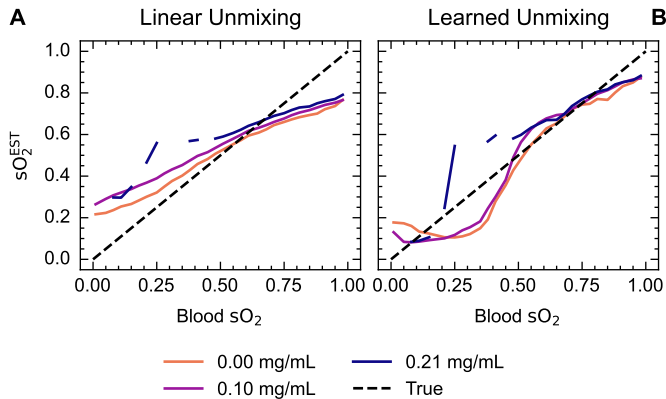 A Linear Unmixing Learned Unmixing B
sO₂ᴱˢᵀ
1.0
0.8
0.6
0.4
0.2
0.0
0.00 0.25 0.50 0.75 1.00 0.00 0.25 0.50 0.75 1.00
Blood sO₂ Blood sO₂
0.00 mg/mL 0.21 mg/mL
0.10 mg/mL True